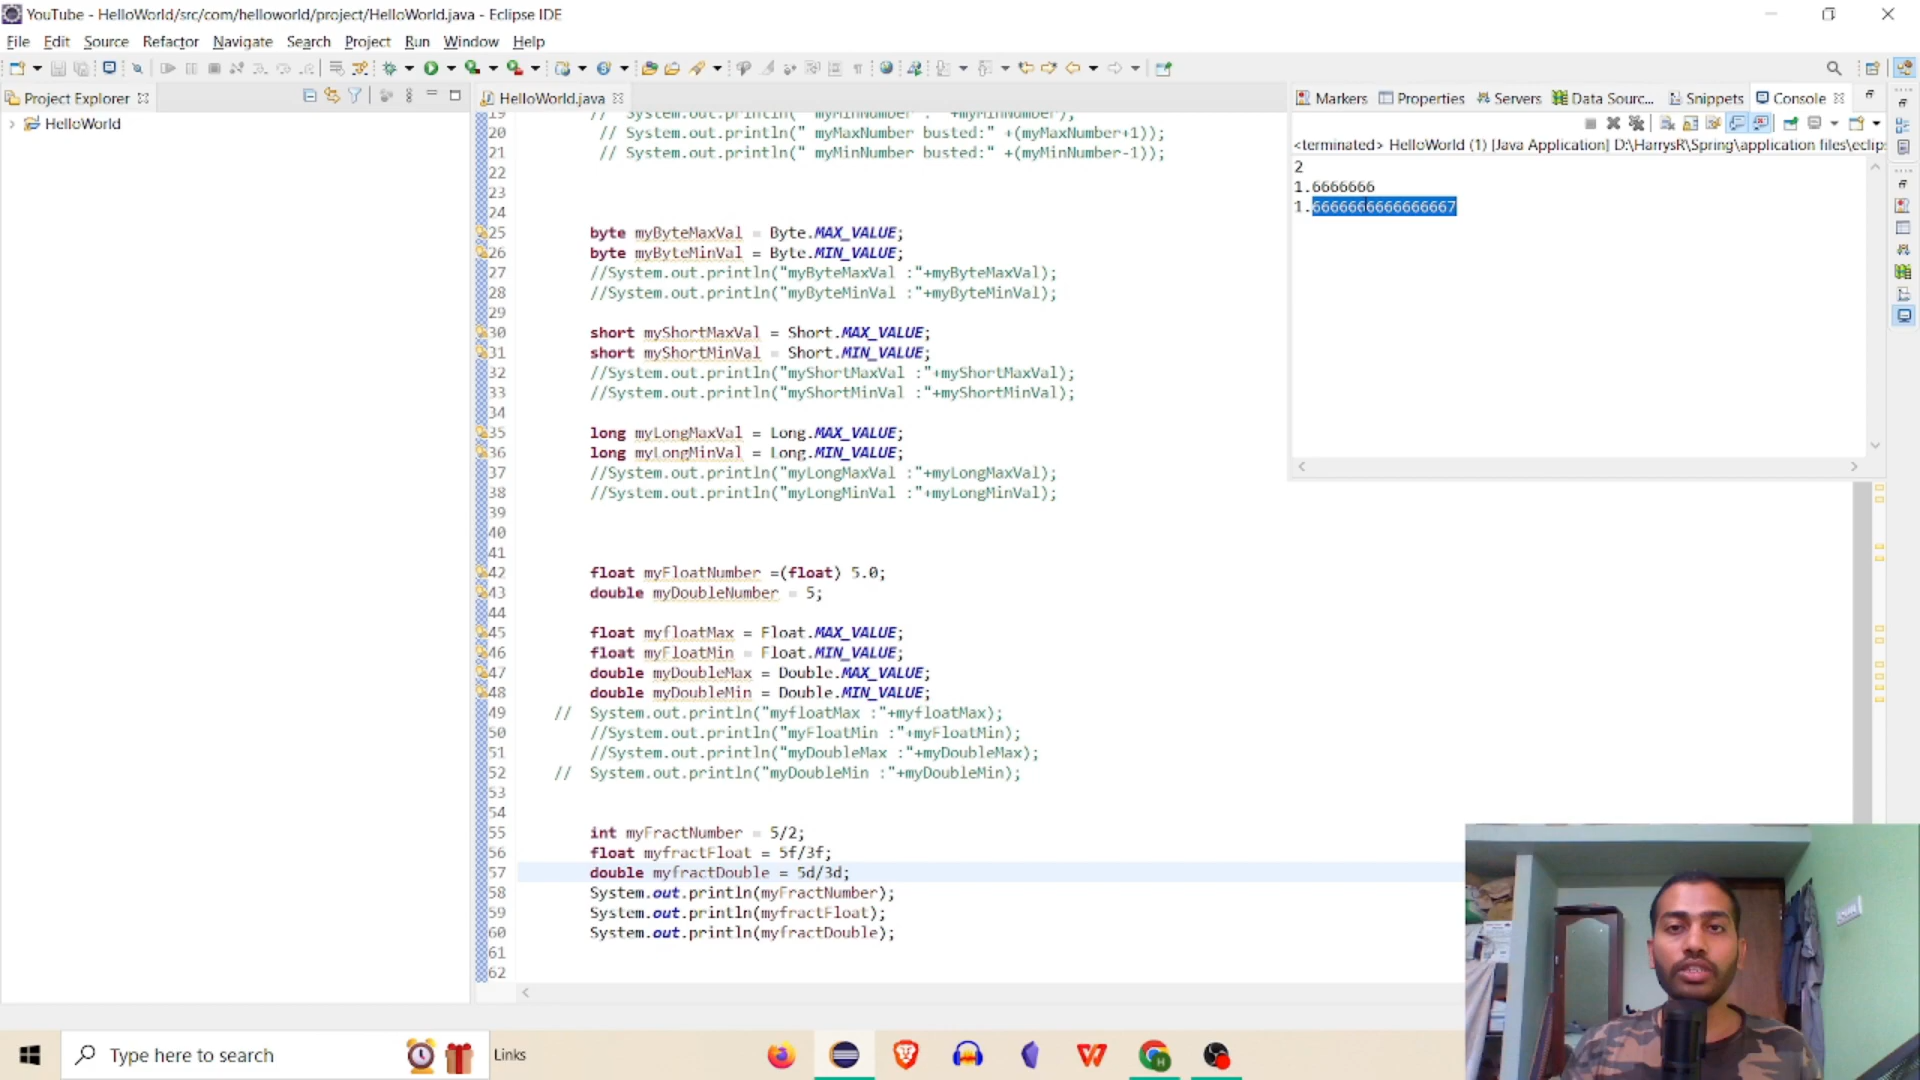 YouTube - HelloWorld/src/com/helloworld/project/HelloWorld.java - Eclipse IDE
File Edit Source Refactor Navigate Search Project Run Window Help
Project Explorer
HelloWorld
HelloWorld.java
19 // System.out.println(" myMinNumber : " +myMinNumber);
20 // System.out.println(" myMaxNumber busted:" +(myMaxNumber+1));
21 // System.out.println(" myMinNumber busted:" +(myMinNumber-1));
22
23
24
25 byte myByteMaxVal = Byte.MAX_VALUE;
26 byte myByteMinVal = Byte.MIN_VALUE;
27 //System.out.println("myByteMaxVal :"+myByteMaxVal);
28 //System.out.println("myByteMinVal :"+myByteMinVal);
29
30 short myShortMaxVal = Short.MAX_VALUE;
31 short myShortMinVal = Short.MIN_VALUE;
32 //System.out.println("myShortMaxVal :"+myShortMaxVal);
33 //System.out.println("myShortMinVal :"+myShortMinVal);
34
35 long myLongMaxVal = Long.MAX_VALUE;
36 long myLongMinVal = Long.MIN_VALUE;
37 //System.out.println("myLongMaxVal :"+myLongMaxVal);
38 //System.out.println("myLongMinVal :"+myLongMinVal);
39
40
41
42 float myFloatNumber =(float) 5.0;
43 double myDoubleNumber = 5;
44
45 float myfloatMax = Float.MAX_VALUE;
46 float myFloatMin = Float.MIN_VALUE;
47 double myDoubleMax = Double.MAX_VALUE;
48 double myDoubleMin = Double.MIN_VALUE;
49 // System.out.println("myfloatMax :"+myfloatMax);
50 //System.out.println("myFloatMin :"+myFloatMin);
51 //System.out.println("myDoubleMax :"+myDoubleMax);
52 // System.out.println("myDoubleMin :"+myDoubleMin);
53
54
55 int myFractNumber = 5/2;
56 float myfractFloat = 5f/3f;
57 double myfractDouble = 5d/3d;
58 System.out.println(myFractNumber);
59 System.out.println(myfractFloat);
60 System.out.println(myfractDouble);
61
62
Markers Properties Servers Data Sourc... Snippets Console
<terminated> HelloWorld (1) [Java Application] D:\HarrysR\Spring\application files\eclip
2
1.6666666
1.6666666666666667
Type here to search
Links